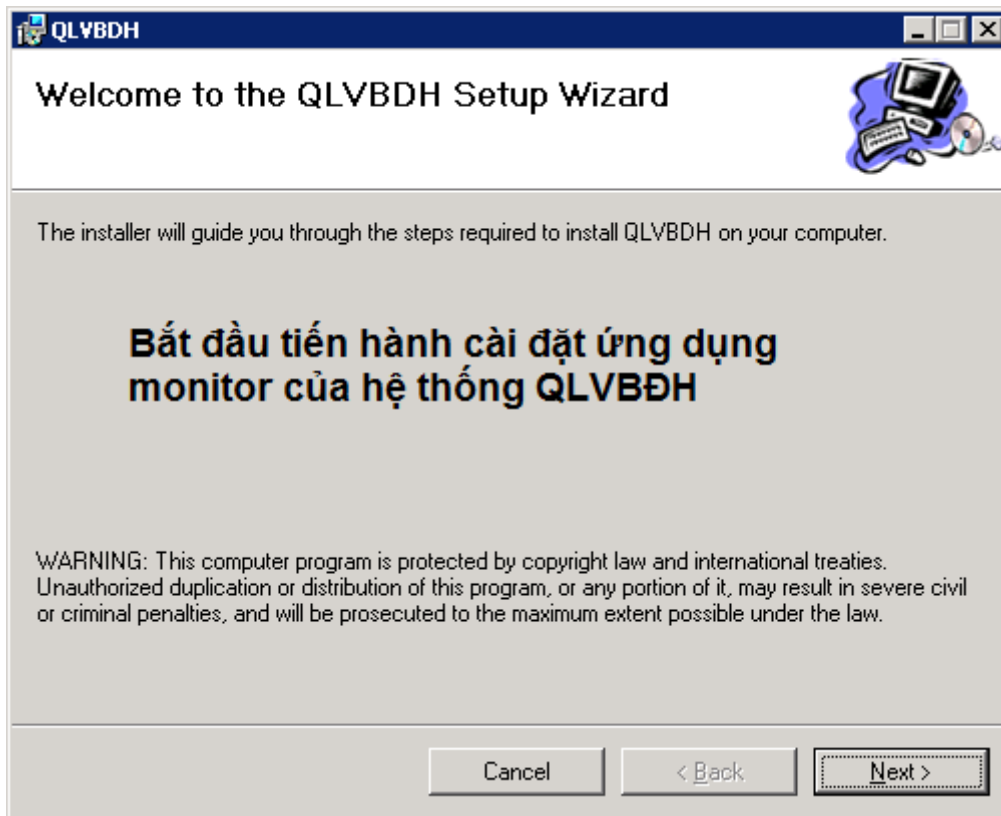 QLVBDH
Welcome to the QLVBDH Setup Wizard
The installer will guide you through the steps required to install QLVBDH on your computer.
Bắt đầu tiến hành cài đặt ứng dụng
monitor của hệ thống QLVBĐH
WARNING: This computer program is protected by copyright law and international treaties.
Unauthorized duplication or distribution of this program, or any portion of it, may result in severe civil
or criminal penalties, and will be prosecuted to the maximum extent possible under the law.
Cancel
< Back
Next >